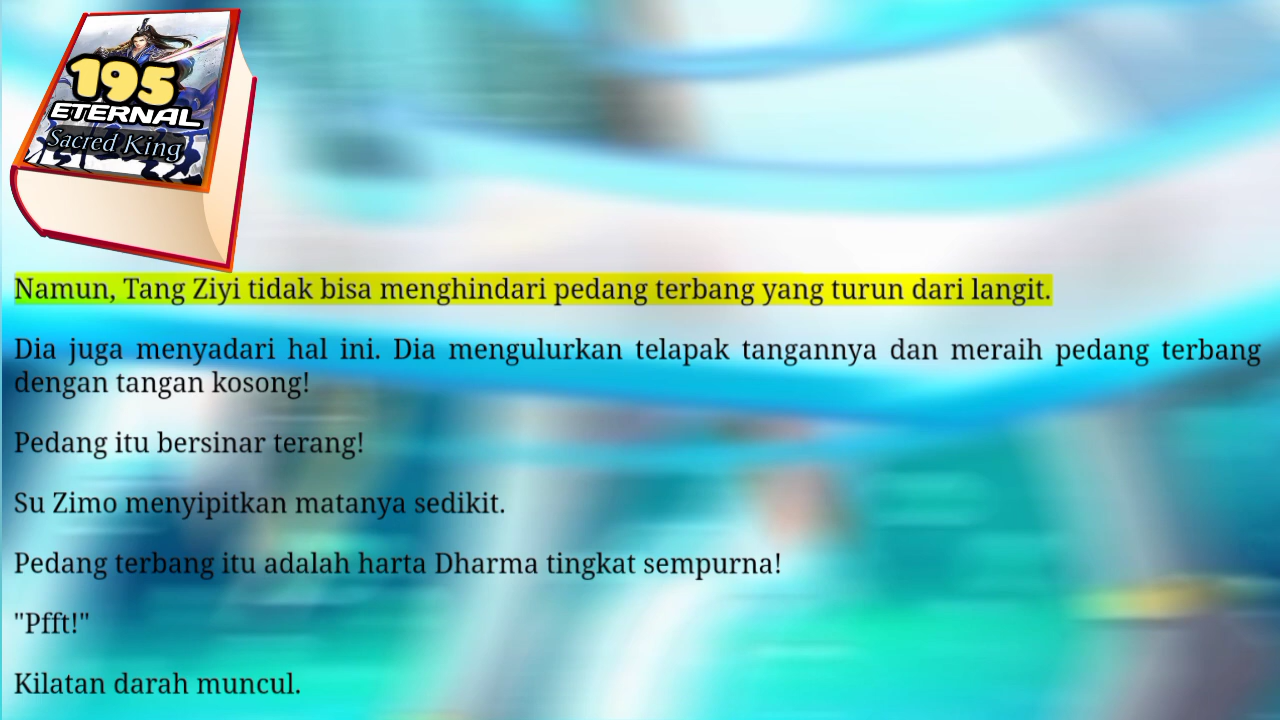 195
ETERNAL
Sacred King
Namun, Tang Ziyi tidak bisa menghindari pedang terbang yang turun dari langit.
Dia juga menyadari hal ini. Dia mengulurkan telapak tangannya dan meraih pedang terbang
dengan tangan kosong!
Pedang itu bersinar terang!
Su Zimo menyipitkan matanya sedikit.
Pedang terbang itu adalah harta Dharma tingkat sempurna!
"Pfft!"
Kilatan darah muncul.